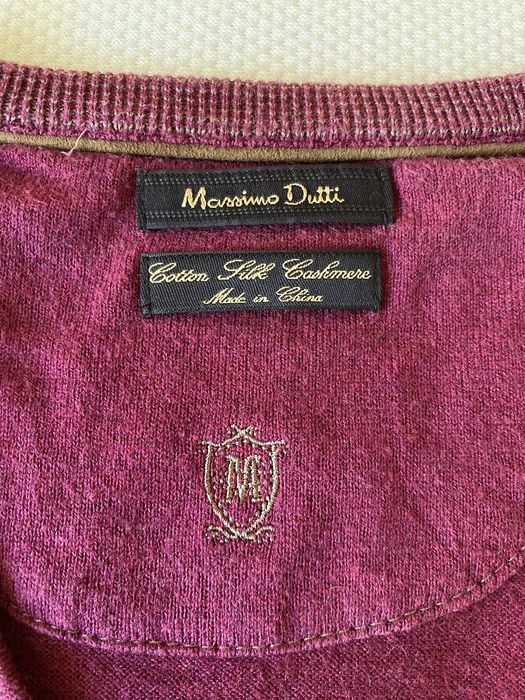 Massimo Dutti
Cotton Silk Cashmere
Made in China
M